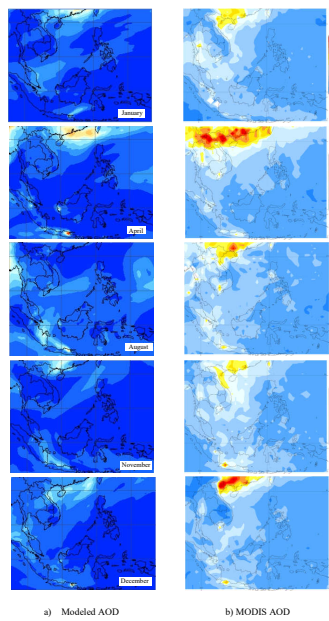 January
April
August
November
December
a) Modeled AOD
b) MODIS AOD